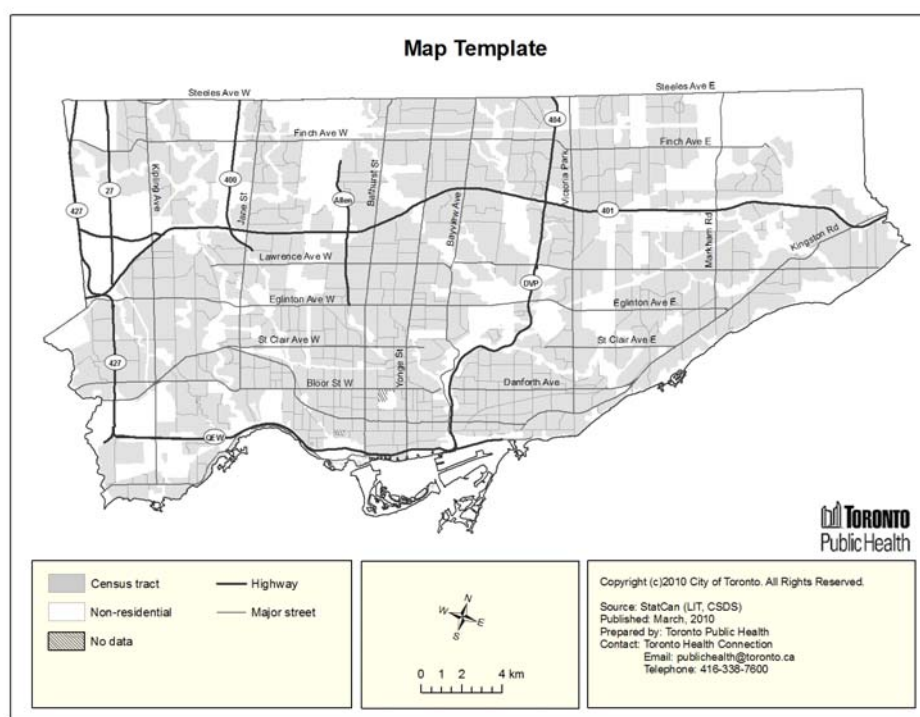 Map Template
Steeles Ave W
Steeles Ave E
404
Finch Ave W
Finch Ave E
Kipling Ave
27
400
Jane St
Allen
Bathurst St
Bayview Ave
Victoria Park
427
401
Markham Rd
Kingston Rd
Lawrence Ave W
DVP
Eglinton Ave W
Eglinton Ave E
St Clair Ave W
St Clair Ave E
427
Yonge St
Bloor St W
Danforth Ave
QEW
TORONTO
Public Health
Census tract
Highway
Non-residential
Major street
No data
N
W
E
S
0 1 2 4 km
Copyright (c)2010 City of Toronto. All Rights Reserved.
Source: StatCan (LIT, CSDS)
Published: March, 2010
Prepared by: Toronto Public Health
Contact: Toronto Health Connection
Email: publichealth@toronto.ca
Telephone: 416-338-7600